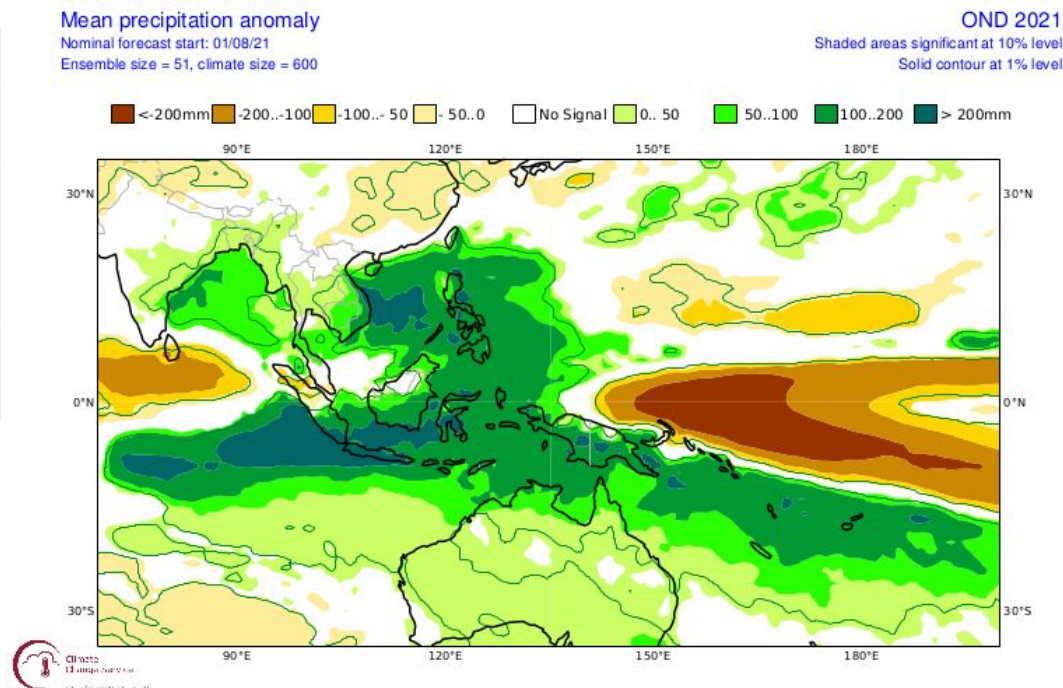 Mean precipitation anomaly
OND 2021
Nominal forecast start: 01/08/21
Shaded areas significant at 10% level
Ensemble size = 51, climate size = 600
Solid contour at 1% level
<-200mm -200..-100 -100..- 50 - 50..0 No Signal 0.. 50 50..100 100..200 > 200mm
90°E 120°E 150°E 180°E
30°N 30°N
0°N 0°N
30°S 30°S
90°E 120°E 150°E 180°E
Climate
Change Service